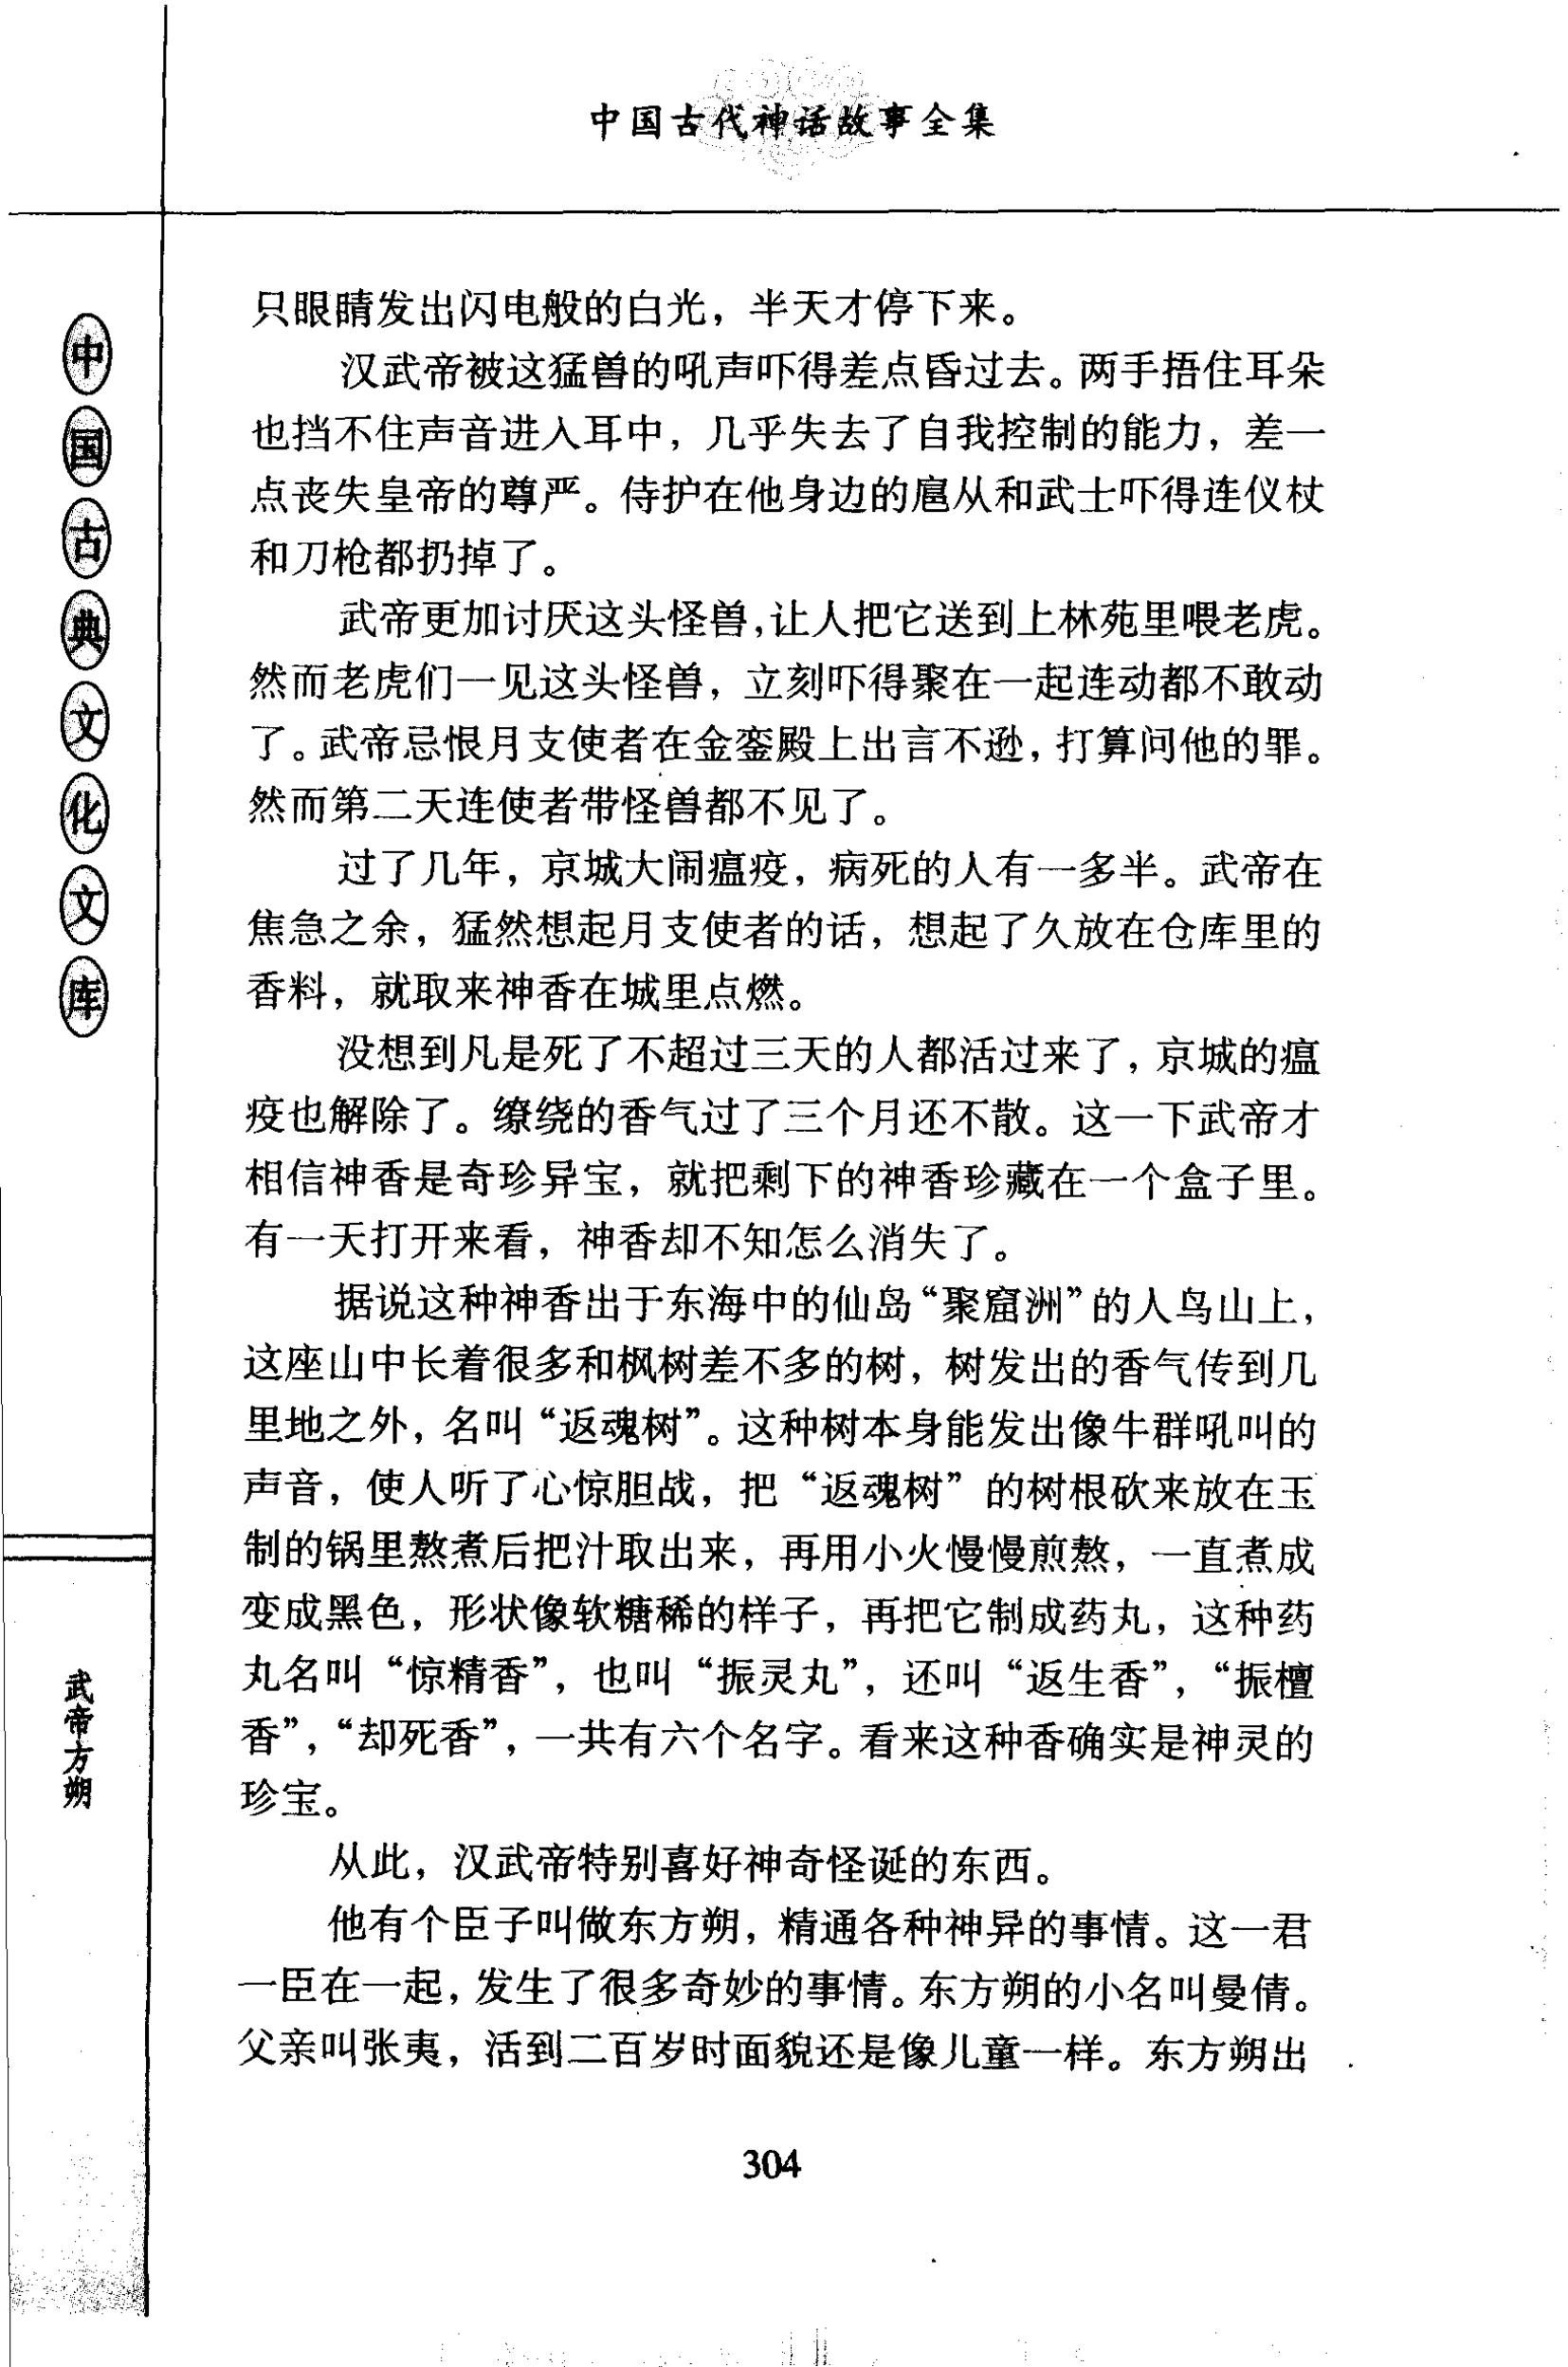 中国古代神话故事全集
中国古典文化文库
武帝方朔
只眼睛发出闪电般的白光，半天才停下来。
汉武帝被这猛兽的吼声吓得差点昏过去。两手捂住耳朵
也挡不住声音进入耳中，几乎失去了自我控制的能力，差一
点丧失皇帝的尊严。侍护在他身边的扈从和武士吓得连仪杖
和刀枪都扔掉了。
武帝更加讨厌这头怪兽，让人把它送到上林苑里喂老虎。
然而老虎们一见这头怪兽，立刻吓得聚在一起连动都不敢动
了。武帝忌恨月支使者在金銮殿上出言不逊，打算问他的罪。
然而第二天连使者带怪兽都不见了。
过了几年，京城大闹瘟疫，病死的人有一多半。武帝在
焦急之余，猛然想起月支使者的话，想起了久放在仓库里的
香料，就取来神香在城里点燃。
没想到凡是死了不超过三天的人都活过来了，京城的瘟
疫也解除了。缭绕的香气过了三个月还不散。这一下武帝才
相信神香是奇珍异宝，就把剩下的神香珍藏在一个盒子里。
有一天打开来看，神香却不知怎么消失了。
据说这种神香出于东海中的仙岛“聚窟洲”的人鸟山上，
这座山中长着很多和枫树差不多的树，树发出的香气传到几
里地之外，名叫“返魂树”。这种树本身能发出像牛群吼叫的
声音，使人听了心惊胆战，把“返魂树”的树根砍来放在玉
制的锅里熬煮后把汁取出来，再用小火慢慢煎熬，一直煮成
变成黑色，形状像软糖稀的样子，再把它制成药丸，这种药
丸名叫“惊精香”，也叫“振灵丸”，还叫“返生香”，“振檀
香”，“却死香”，一共有六个名字。看来这种香确实是神灵的
珍宝。
从此，汉武帝特别喜好神奇怪诞的东西。
他有个臣子叫做东方朔，精通各种神异的事情。这一君
一臣在一起，发生了很多奇妙的事情。东方朔的小名叫曼倩。
父亲叫张夷，活到二百岁时面貌还是像儿童一样。东方朔出
304